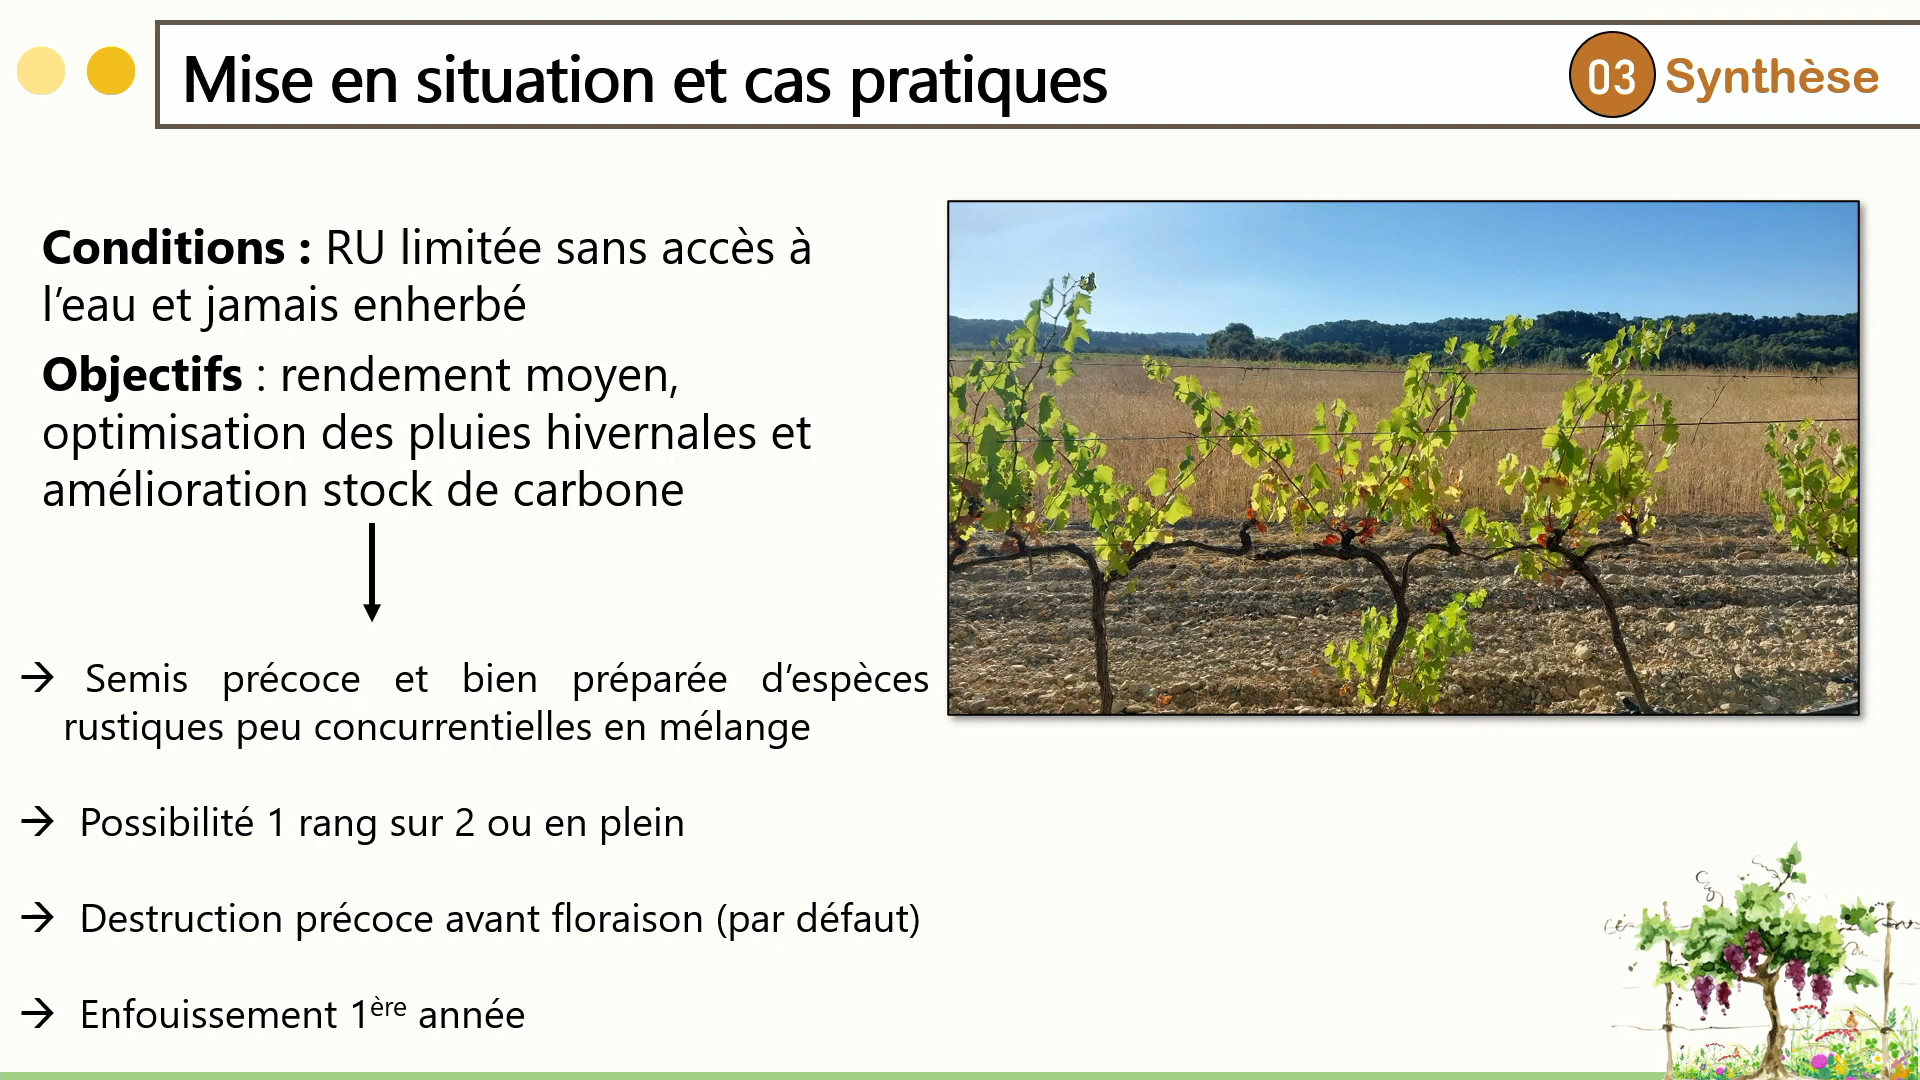 Mise en situation et cas pratiques
03 Synthèse
Conditions : RU limitée sans accès à
l’eau et jamais enherbé
Objectifs : rendement moyen,
optimisation des pluies hivernales et
amélioration stock de carbone
→ Semis précoce et bien préparée d’espèces
rustiques peu concurrentielles en mélange
→ Possibilité 1 rang sur 2 ou en plein
→ Destruction précoce avant floraison (par défaut)
→ Enfouissement 1ère année